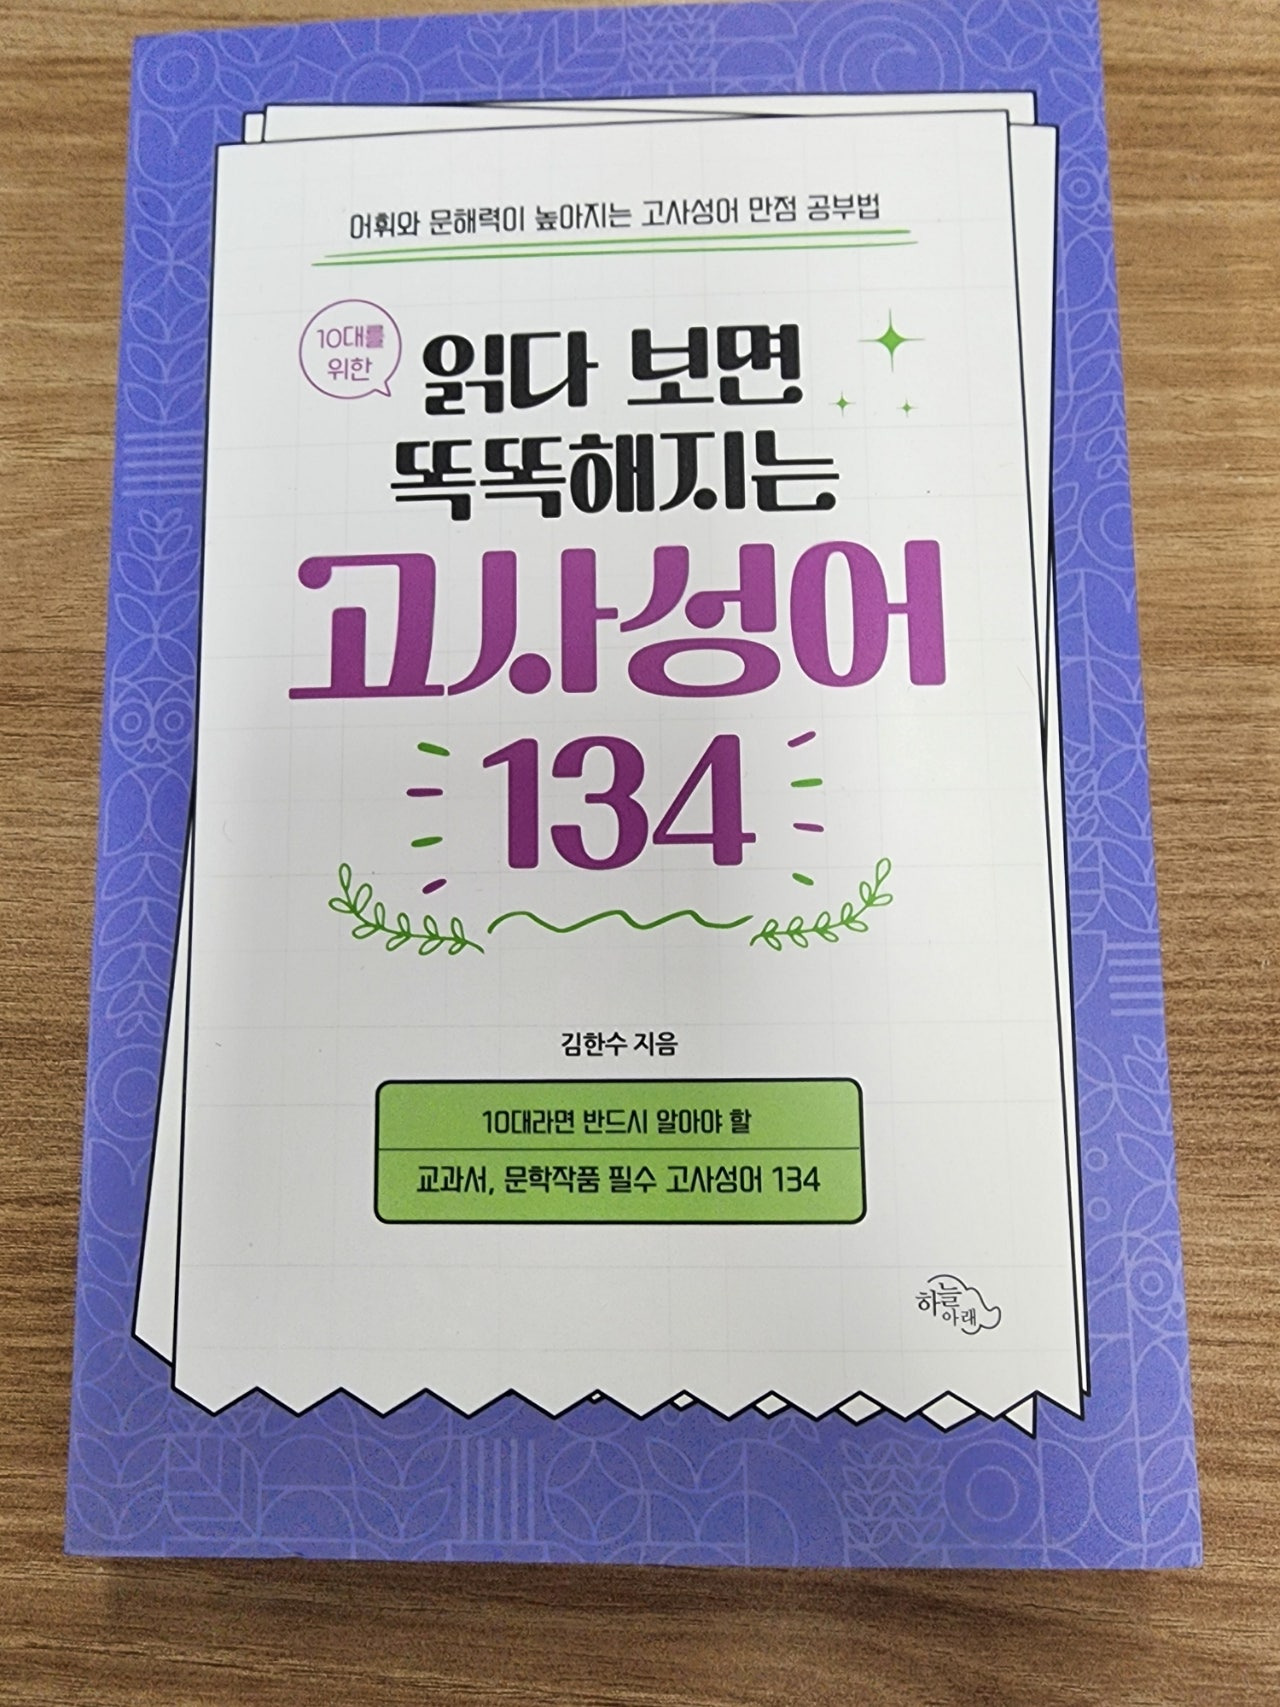 어휘와 문해력이 높아지는 고사성어 만점 공부법
10대를
위한
읽다 보면
똑똑해지는
고사성어
134
김한수 지음
10대라면 반드시 알아야 할
교과서, 문학작품 필수 고사성어 134
하늘
아래